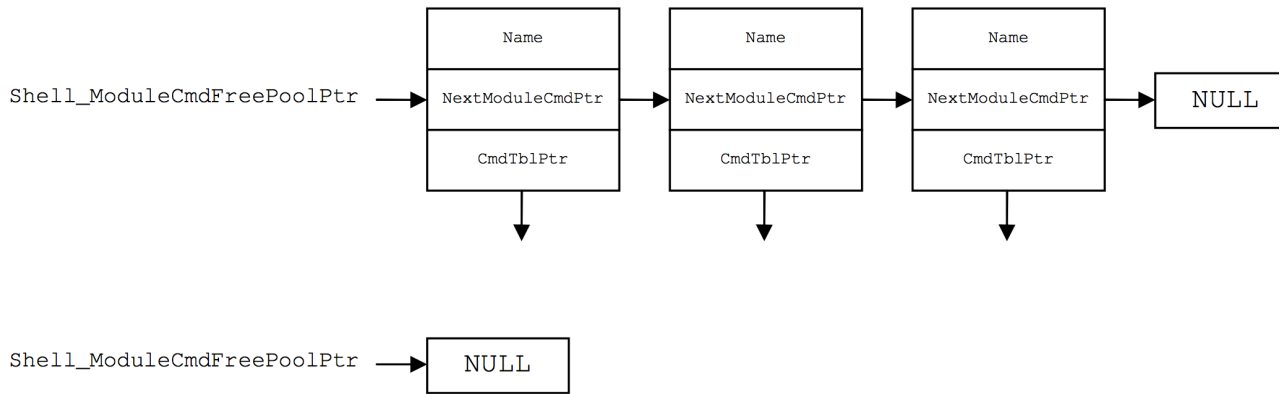 Name
Name
Name
Shell_ModuleCmdFreePoolPtr
NextModuleCmdPtr
NextModuleCmdPtr
NextModuleCmdPtr
NULL
CmdTblPtr
CmdTblPtr
CmdTblPtr
Shell_ModuleCmdFreePoolPtr
NULL